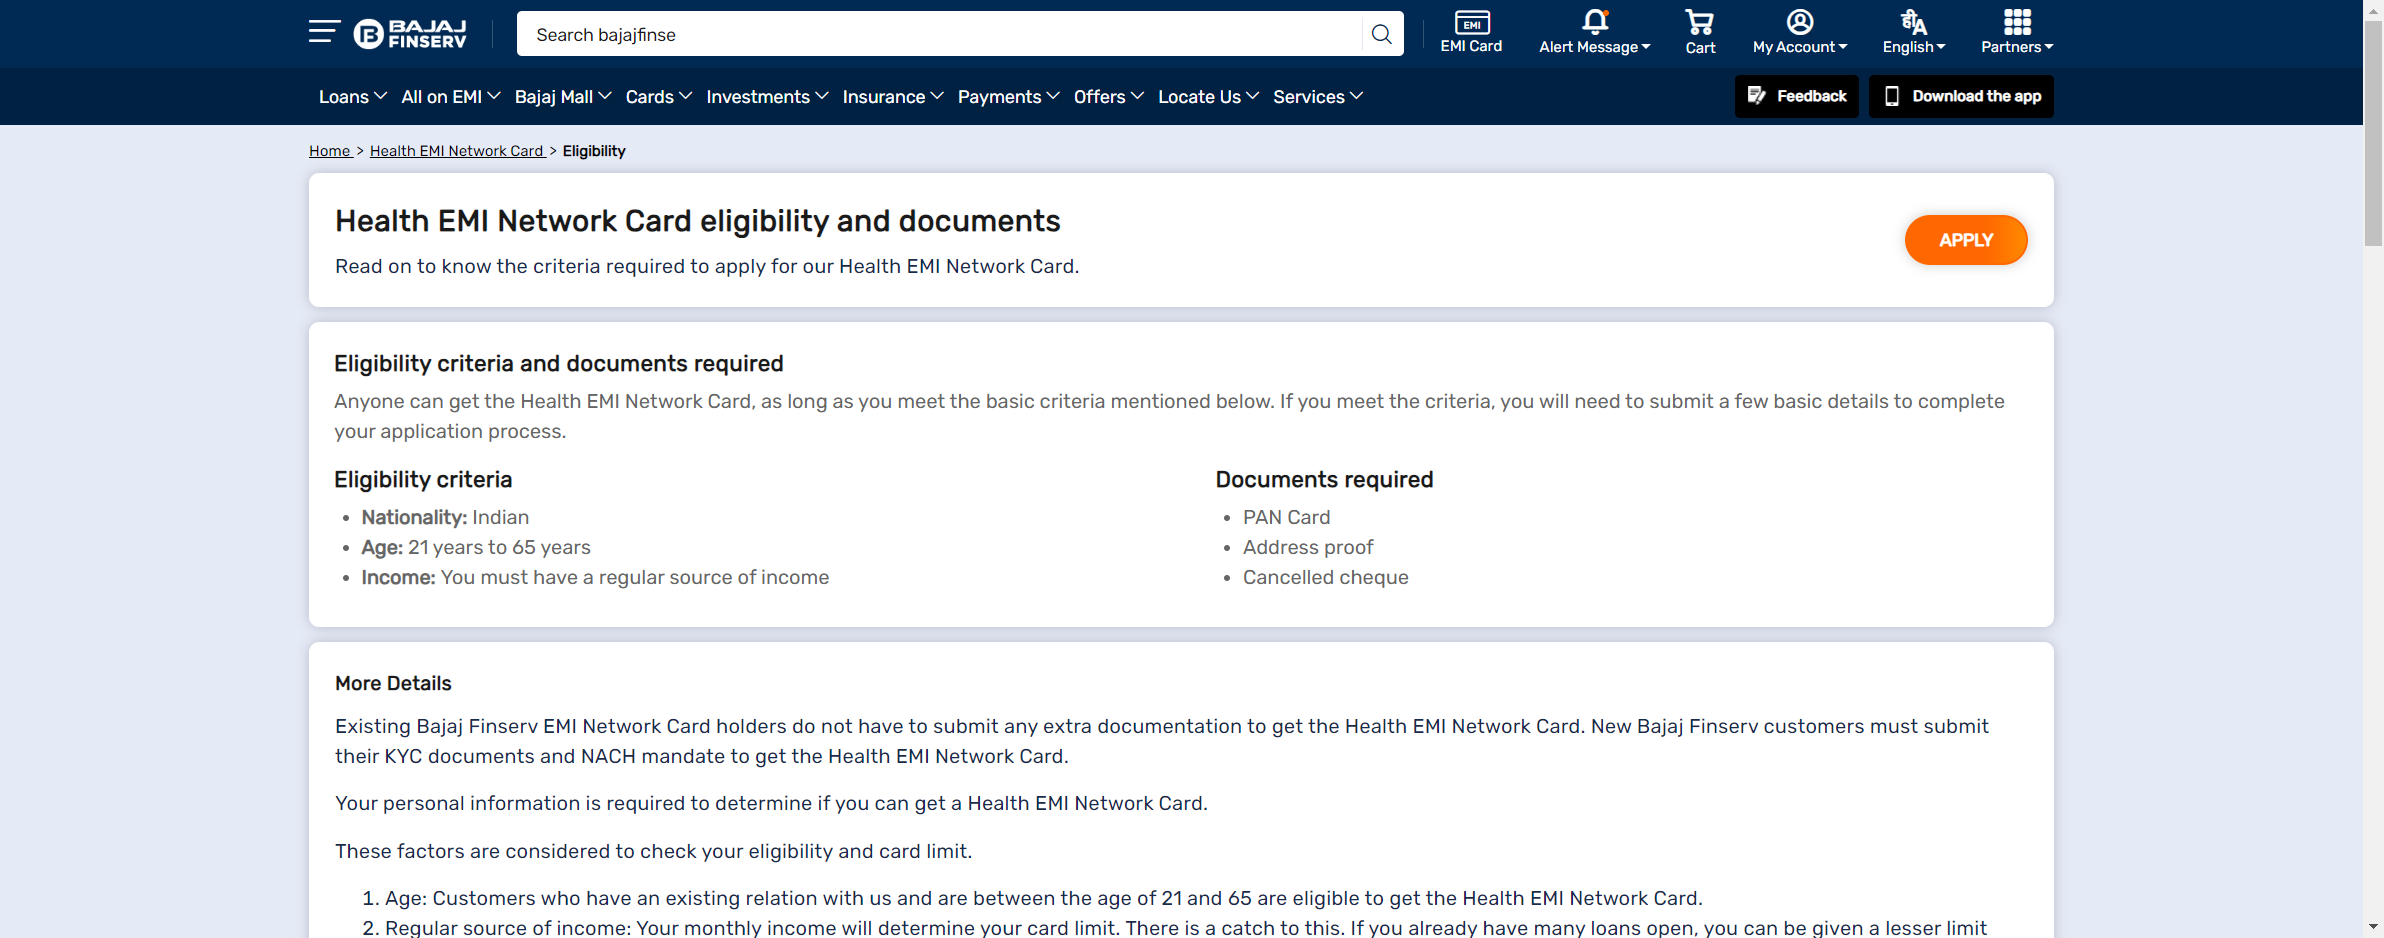 BAJAJ
FINSERV
Search bajajfinse
EMI
EMI Card
Alert Message
Cart
My Account
हीA
English
Partners
Loans All on EMI Bajaj Mall Cards Investments Insurance Payments Offers Locate Us Services
Feedback
Download the app
Home > Health EMI Network Card > Eligibility
Health EMI Network Card eligibility and documents
Read on to know the criteria required to apply for our Health EMI Network Card.
APPLY
Eligibility criteria and documents required
Anyone can get the Health EMI Network Card, as long as you meet the basic criteria mentioned below. If you meet the criteria, you will need to submit a few basic details to complete
your application process.
Eligibility criteria
• Nationality: Indian
• Age: 21 years to 65 years
• Income: You must have a regular source of income
Documents required
• PAN Card
• Address proof
• Cancelled cheque
More Details
Existing Bajaj Finserv EMI Network Card holders do not have to submit any extra documentation to get the Health EMI Network Card. New Bajaj Finserv customers must submit
their KYC documents and NACH mandate to get the Health EMI Network Card.
Your personal information is required to determine if you can get a Health EMI Network Card.
These factors are considered to check your eligibility and card limit.
1. Age: Customers who have an existing relation with us and are between the age of 21 and 65 are eligible to get the Health EMI Network Card.
2. Regular source of income: Your monthly income will determine your card limit. There is a catch to this. If you already have many loans open, you can be given a lesser limit